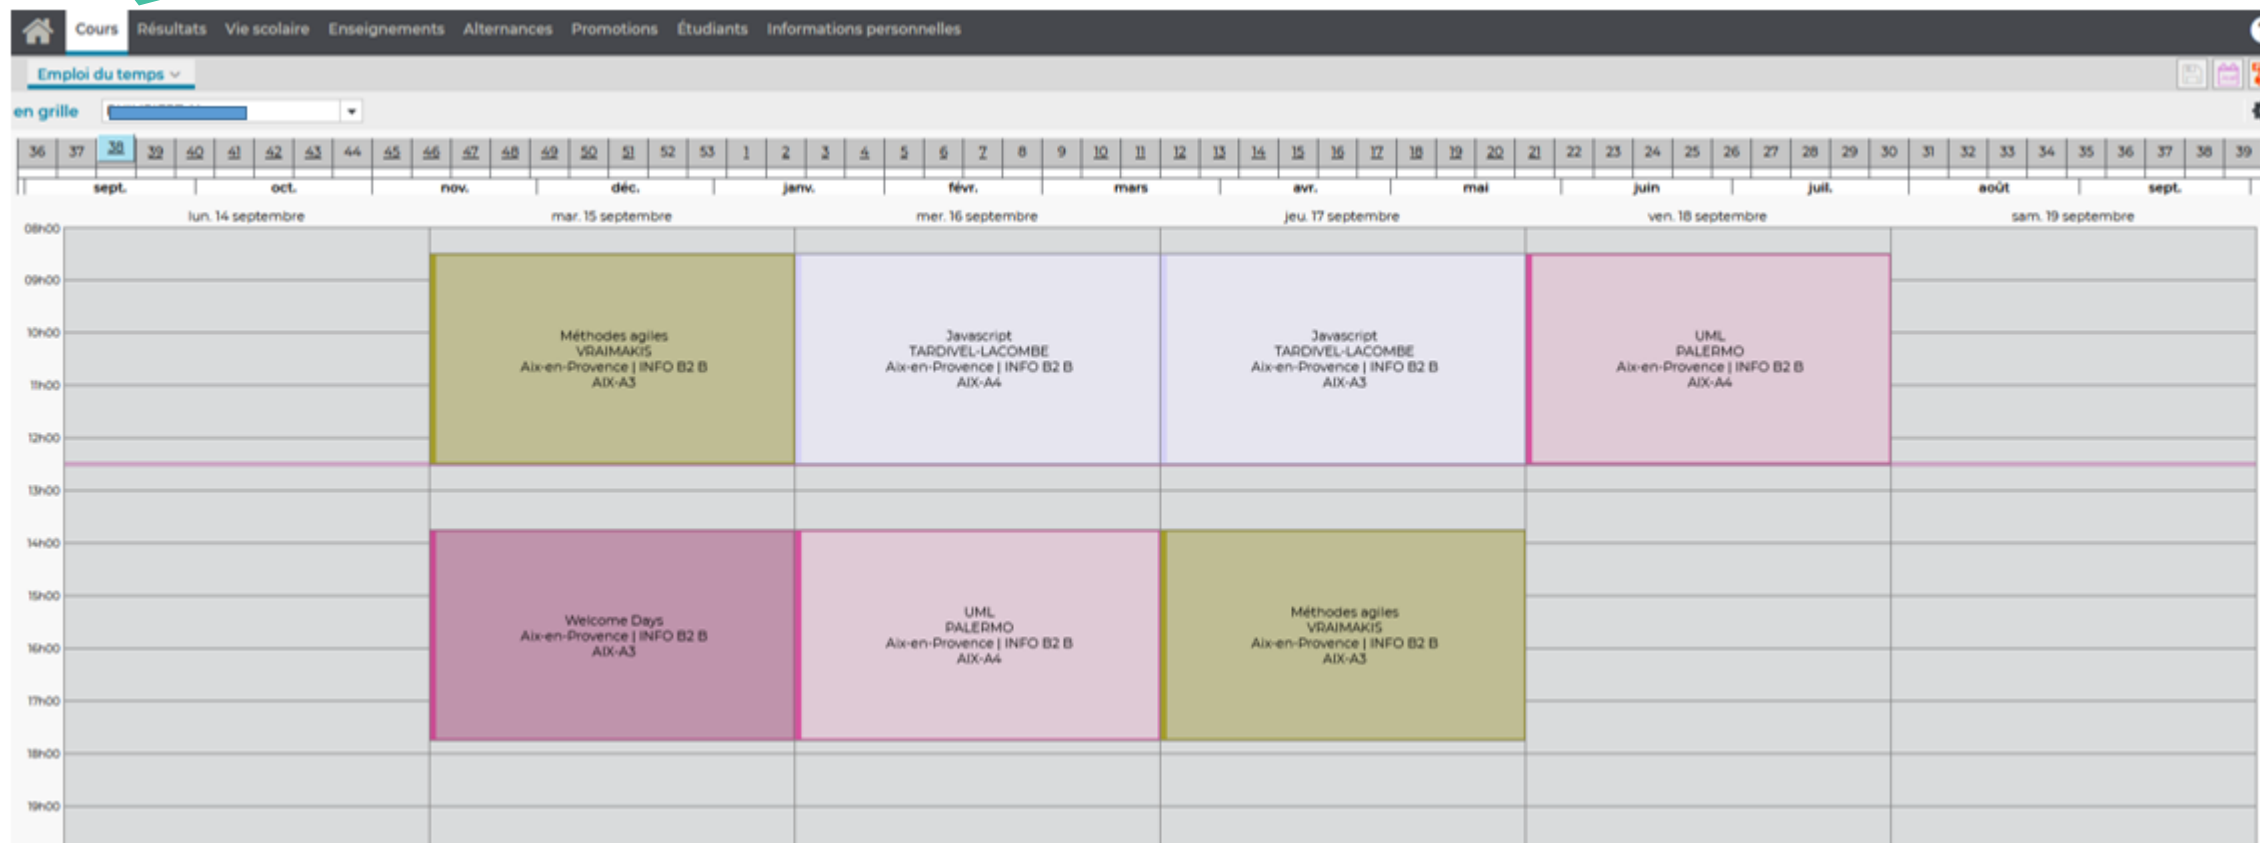 Cours Résultats Vie scolaire Enseignements Alternances Promotions Étudiants Informations personnelles
Emploi du temps
en grille
36 37 38 39 40 41 42 43 44 45 46 47 48 49 50 51 52 53 1 2 3 4 5 6 7 8 9 10 11 12 13 14 15 16 17 18 19 20 21 22 23 24 25 26 27 28 29 30 31 32 33 34 35 36 37 38 39
sept. oct. nov. déc. janv. févr. mars avr. mai juin juil. août sept.
lun. 14 septembre mar. 15 septembre mer. 16 septembre jeu. 17 septembre ven. 18 septembre sam. 19 septembre
08h00
09h00
10h00
11h00
12h00
13h00
14h00
15h00
16h00
17h00
18h00
19h00
Méthodes agiles
VRAIMAKIS
Aix-en-Provence | INFO B2 B
AIX-A3
Javascript
TARDIVEL-LACOMBE
Aix-en-Provence | INFO B2 B
AIX-A4
Javascript
TARDIVEL-LACOMBE
Aix-en-Provence | INFO B2 B
AIX-A3
UML
PALERMO
Aix-en-Provence | INFO B2 B
AIX-A4
Welcome Days
Aix-en-Provence | INFO B2 B
AIX-A3
UML
PALERMO
Aix-en-Provence | INFO B2 B
AIX-A4
Méthodes agiles
VRAIMAKIS
Aix-en-Provence | INFO B2 B
AIX-A3